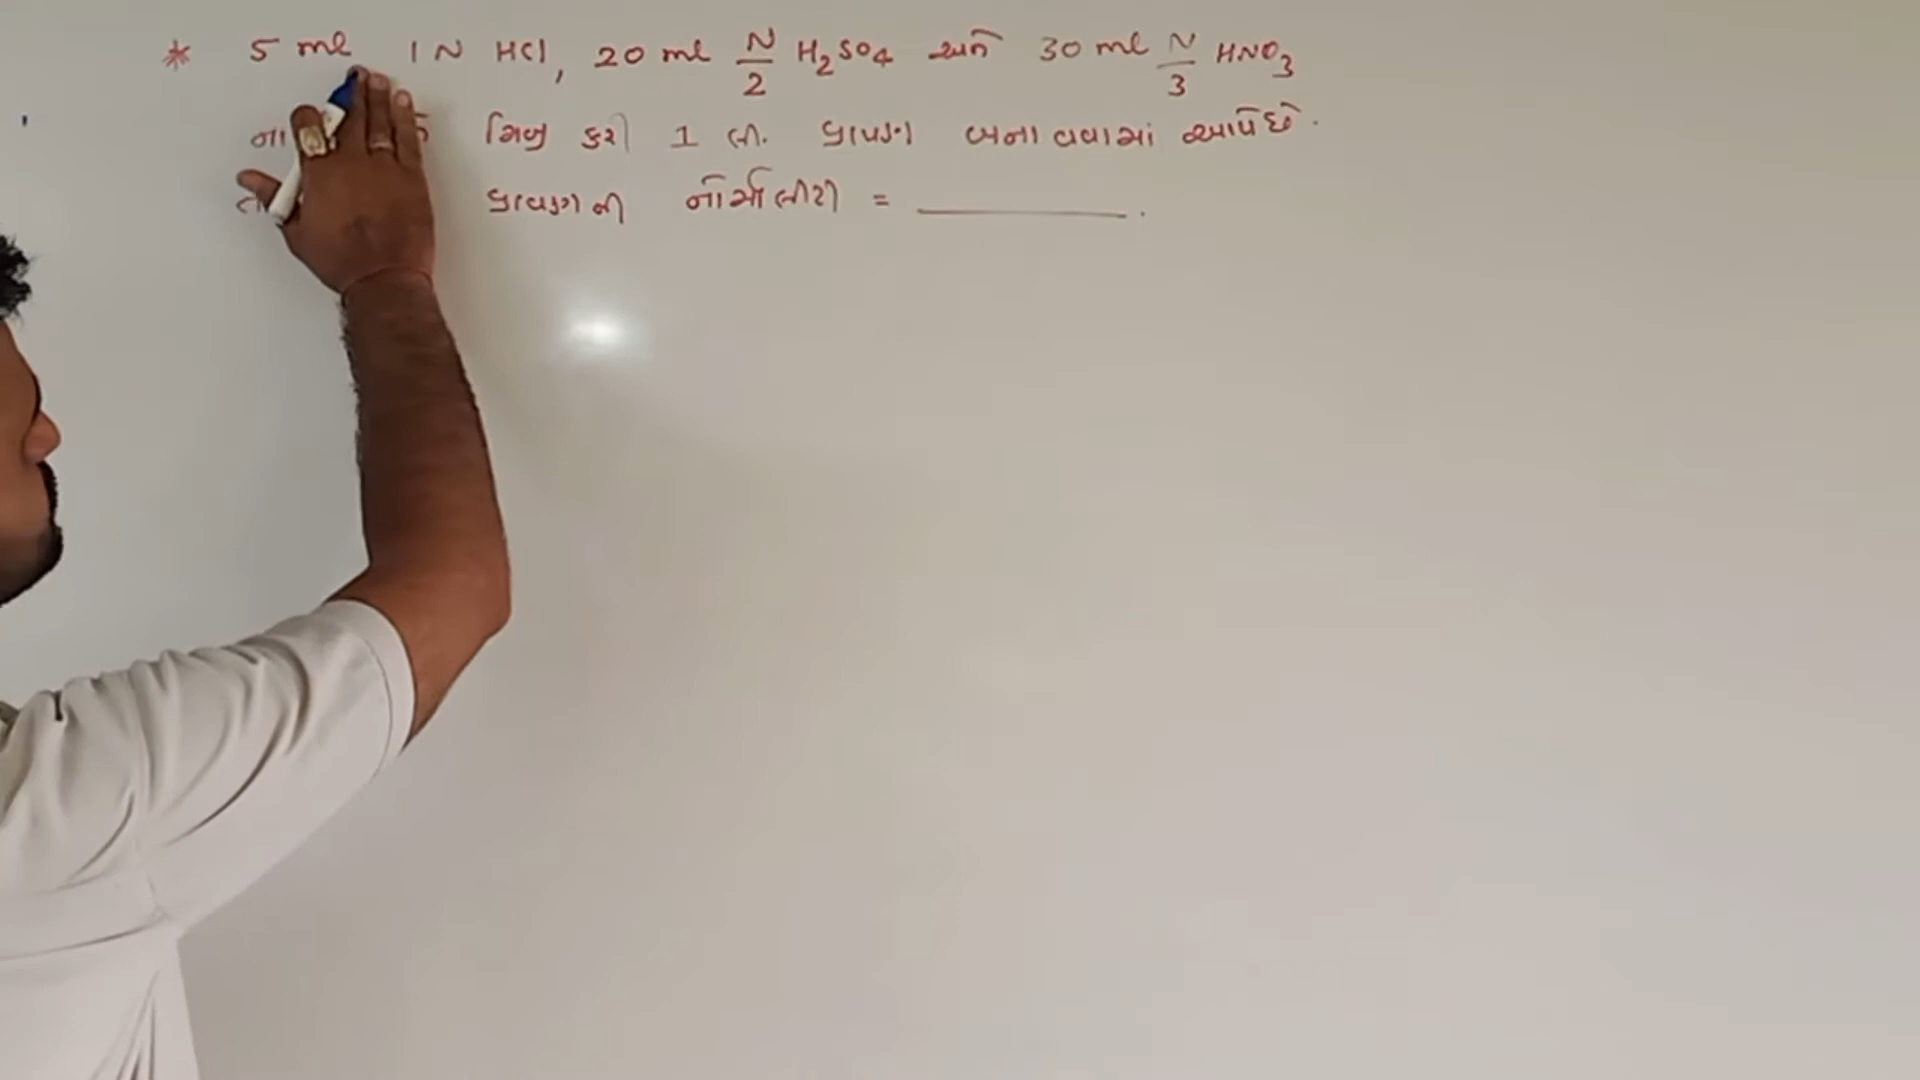 * 5 ml 1 N HCl, 20 ml N/2 H₂SO₄ અને 30 ml N/3 HNO₃
મિશ્ર કરી 1 લી. દ્રાવણ બનાવવામાં આવે છે.
દ્રાવણની નોર્માલીટી = ________.